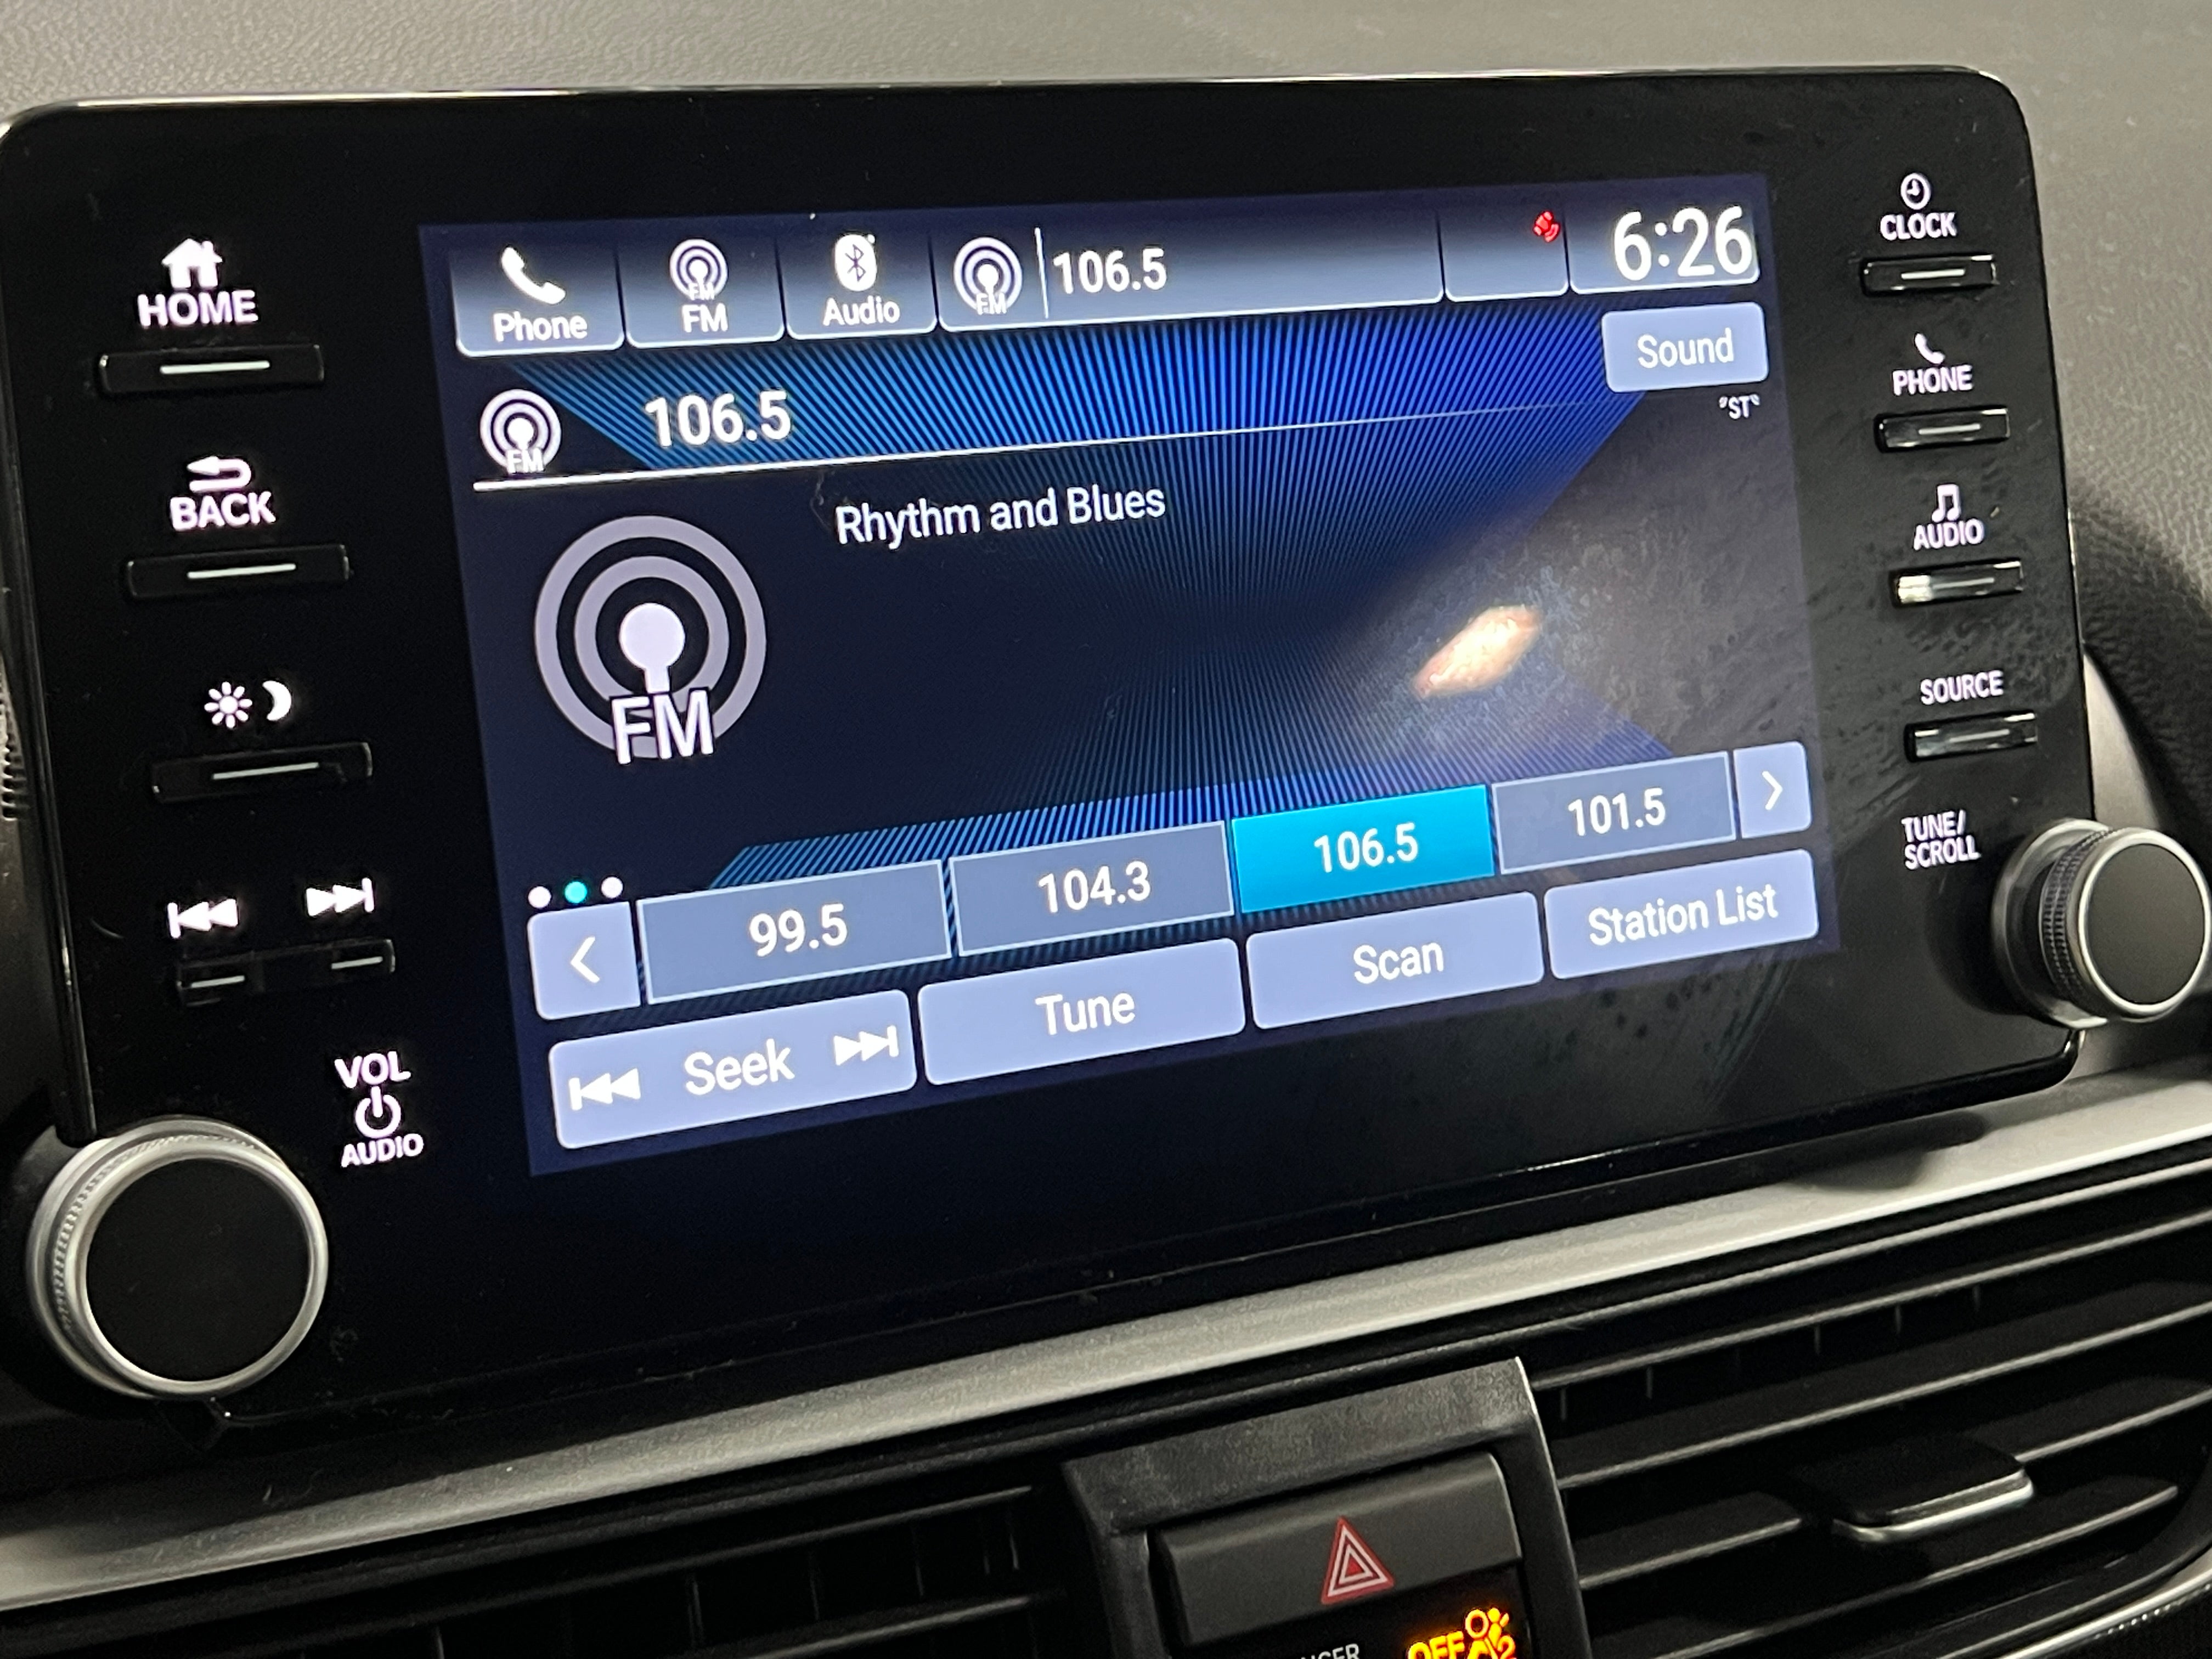 HOME
BACK
VOL
AUDIO
Phone
FM
FM
Audio
FM
106.5
6:26
Sound
FM
106.5
"ST"
Rhythm and Blues
FM
99.5
104.3
106.5
101.5
Seek
Tune
Scan
Station List
CLOCK
PHONE
AUDIO
SOURCE
TUNE/
SCROLL
OFF
2